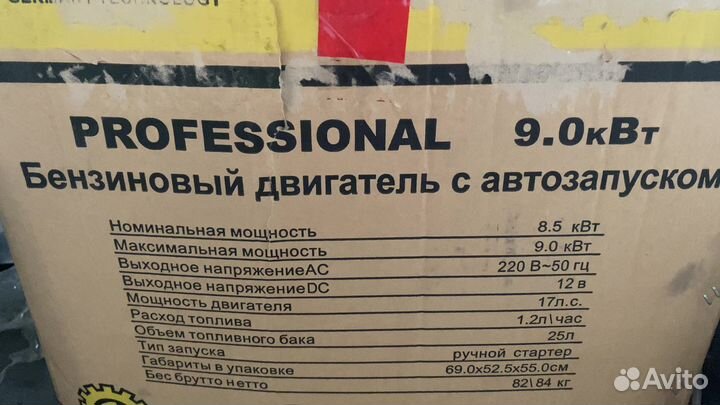 GERMANY TECHNOLOGY
PROFESSIONAL 9.0кВт
Бензиновый двигатель с автозапуском
Номинальная мощность 8.5 кВт
Максимальная мощность 9.0 кВт
Выходное напряжениеAC 220 В~50 гц
Выходное напряжениеDC 12 в
Мощность двигателя 17л.с.
Расход топлива 1.2л\час
Объем топливного бака 25л
Тип запуска ручной стартер
Габариты в упаковке 69.0x52.5x55.0см
Бес брутто нетто 82\84 кг
Avito